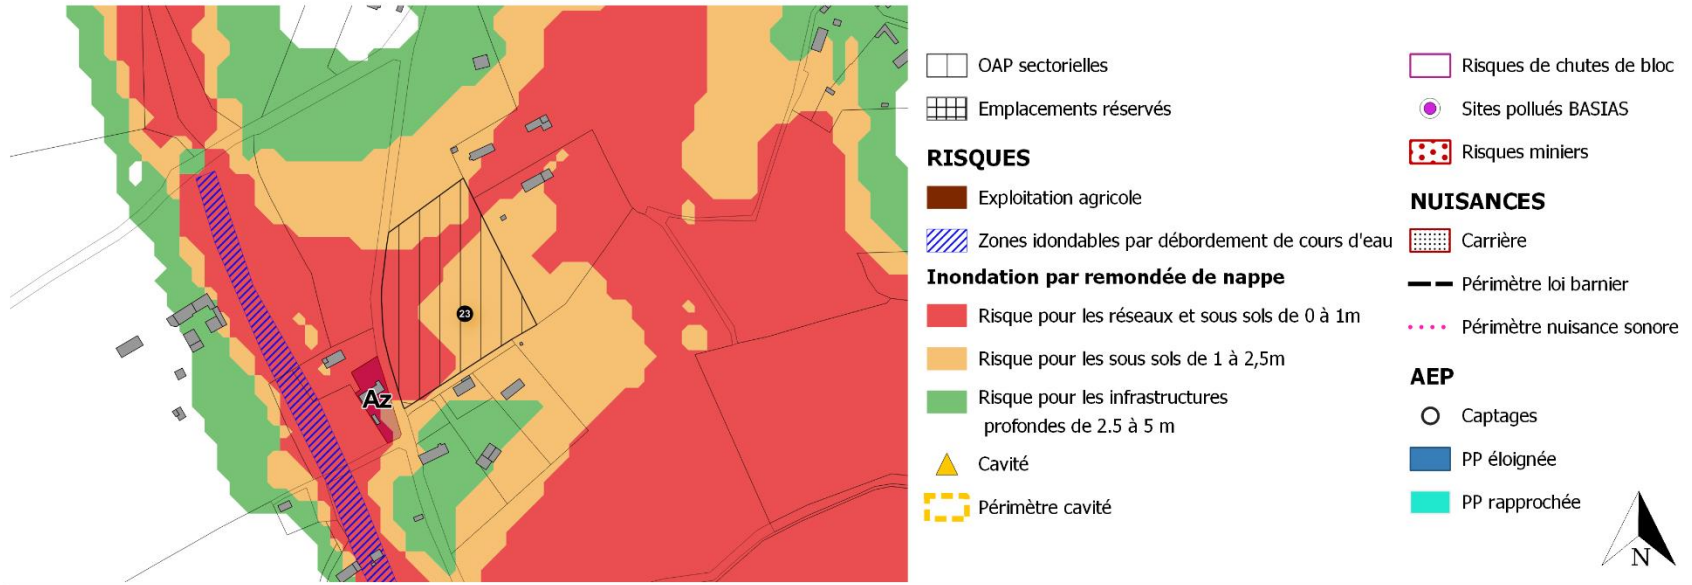 23
Az
OAP sectorielles
Emplacements réservés
RISQUES
Exploitation agricole
Zones idondables par débordement de cours d'eau
Inondation par remondée de nappe
Risque pour les réseaux et sous sols de 0 à 1m
Risque pour les sous sols de 1 à 2,5m
Risque pour les infrastructures
profondes de 2.5 à 5 m
Cavité
Périmètre cavité
Risques de chutes de bloc
Sites pollués BASIAS
Risques miniers
NUISANCES
Carrière
Périmètre loi barnier
Périmètre nuisance sonore
AEP
Captages
PP éloignée
PP rapprochée
N